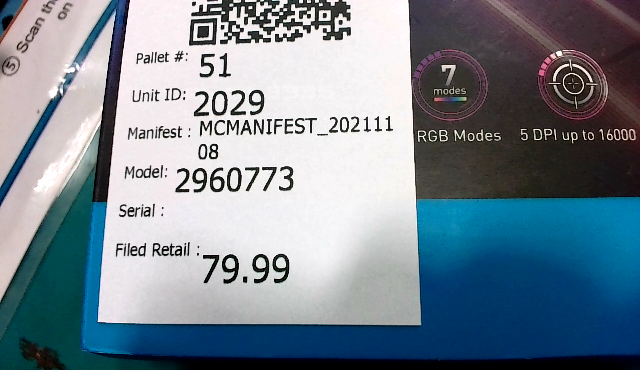 5 Scan th
on
Pallet #: 51
Unit ID: 2029
Manifest : MCMANIFEST_202111
08
Model: 2960773
Serial :
Filed Retail : 79.99
7
modes
RGB Modes
5 DPI up to 16000